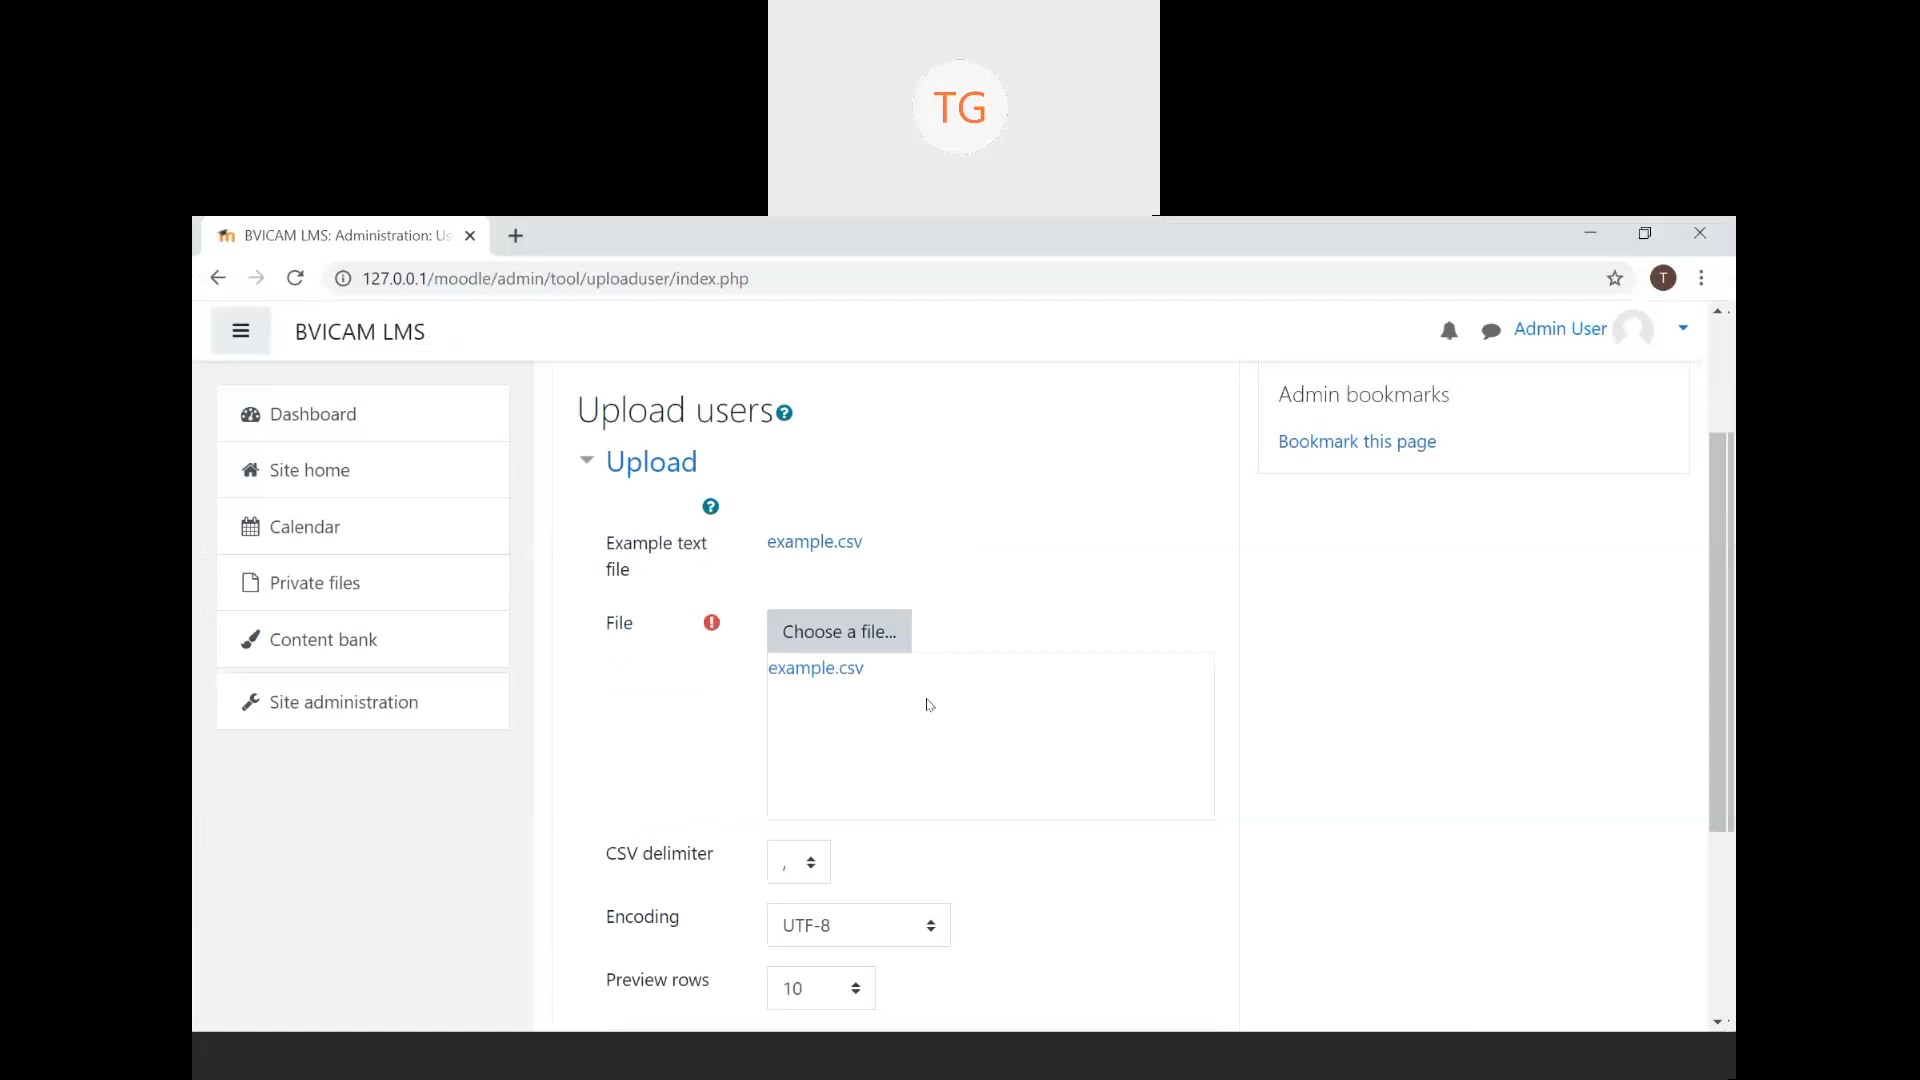 TG
BVICAM LMS: Administration: Us
127.0.0.1/moodle/admin/tool/uploaduser/index.php
T
BVICAM LMS
Admin User
Dashboard
Site home
Calendar
Private files
Content bank
Site administration
Upload users
Upload
Example text
file
example.csv
File
Choose a file...
example.csv
CSV delimiter
,
Encoding
UTF-8
Preview rows
10
Admin bookmarks
Bookmark this page